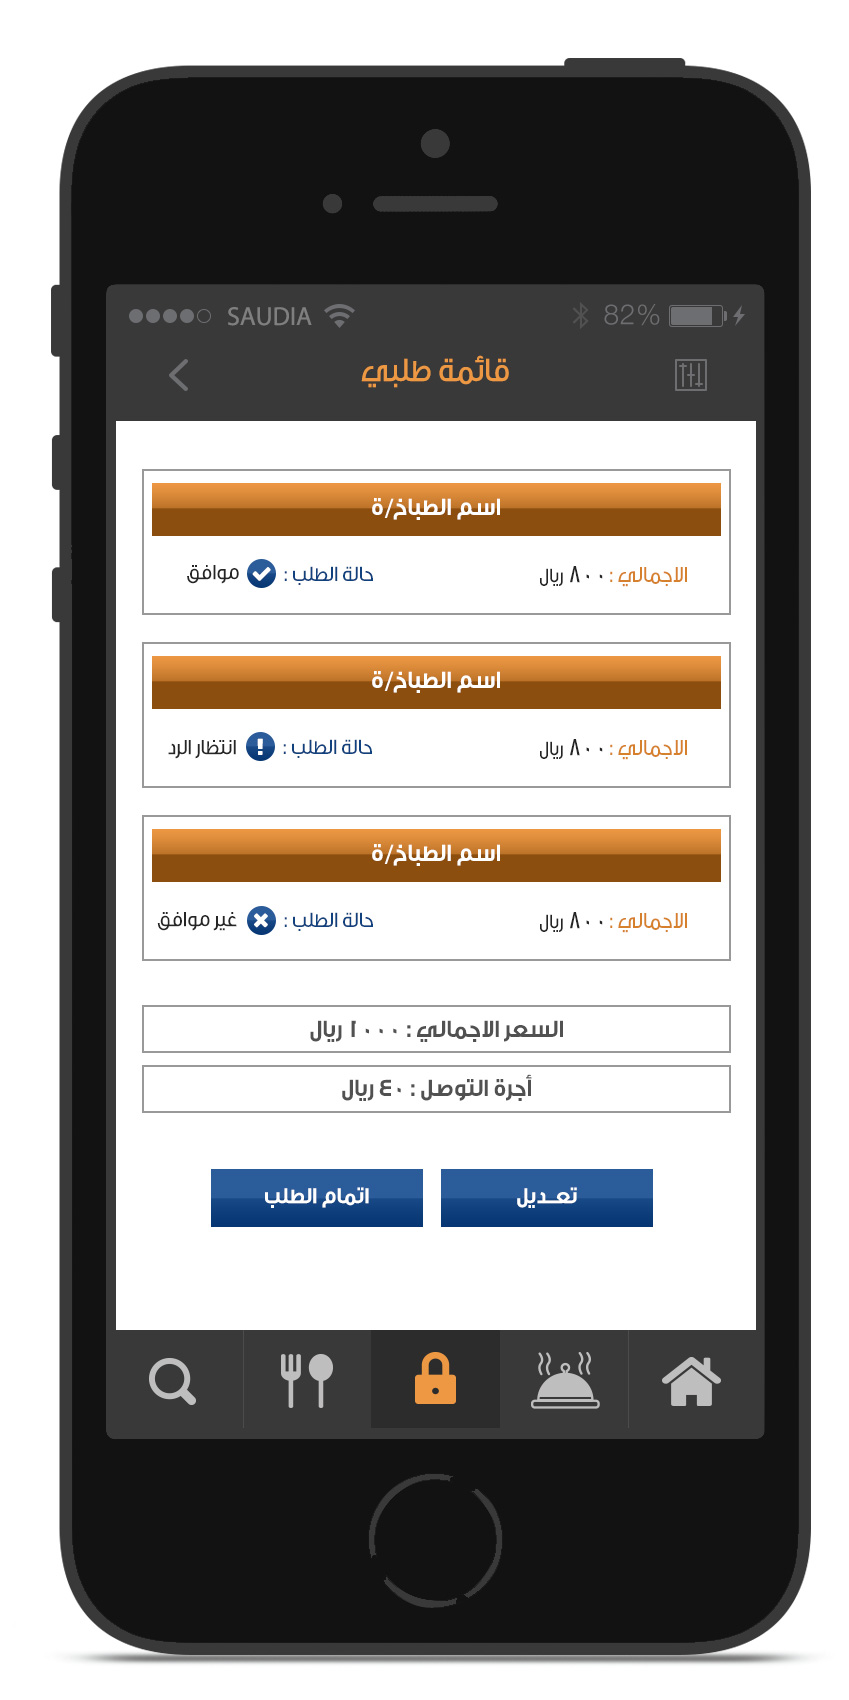 SAUDIA 82%
قائمة طلبي
اسم الطباخ/ة
الاجمالي : ٨٠٠ ريال حالة الطلب : موافق
اسم الطباخ/ة
الاجمالي : ٨٠٠ ريال حالة الطلب : انتظار الرد
اسم الطباخ/ة
الاجمالي : ٨٠٠ ريال حالة الطلب : غير موافق
السعر الاجمالي : ١٠٠٠ ريال
أجرة التوصل : ٤٠ ريال
تعـديل اتمام الطلب